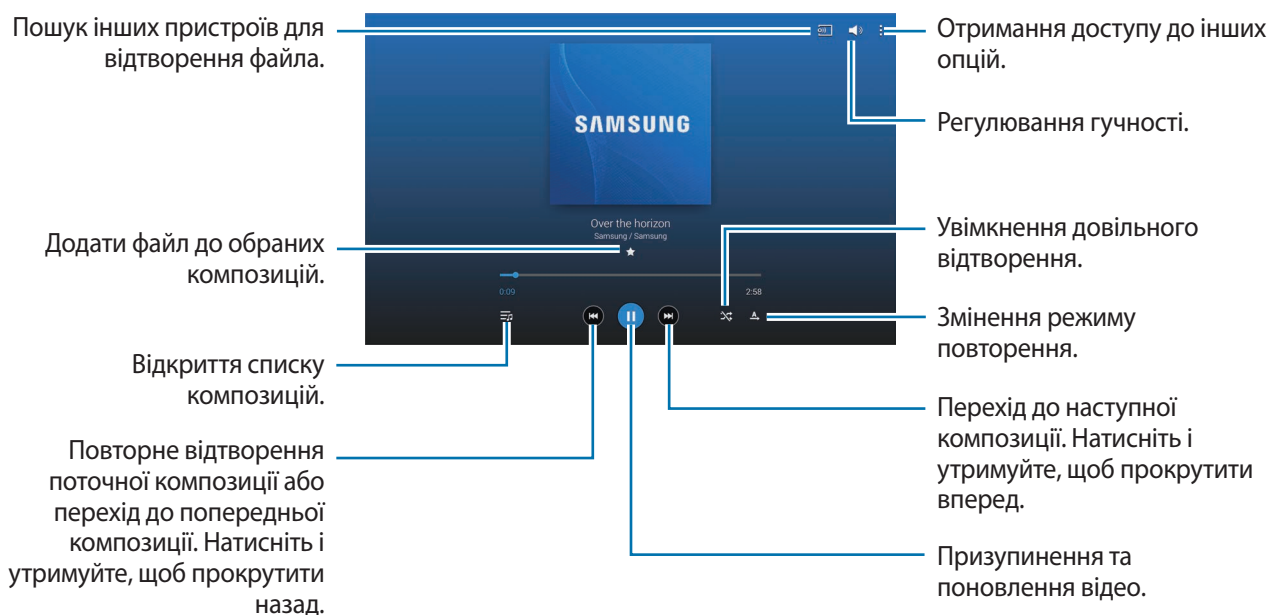 Пошук інших пристроїв для
відтворення файла.
Додати файл до обраних
композицій.
Відкриття списку
композицій.
Повторне відтворення
поточної композиції або
перехід до попередньої
композиції. Натисніть і
утримуйте, щоб прокрутити
назад.
SAMSUNG
Over the horizon
Samsung / Samsung
0:09
2:58
Отримання доступу до інших
опцій.
Регулювання гучності.
Увімкнення довільного
відтворення.
Змінення режиму
повторення.
Перехід до наступної
композиції. Натисніть і
утримуйте, щоб прокрутити
вперед.
Призупинення та
поновлення відео.